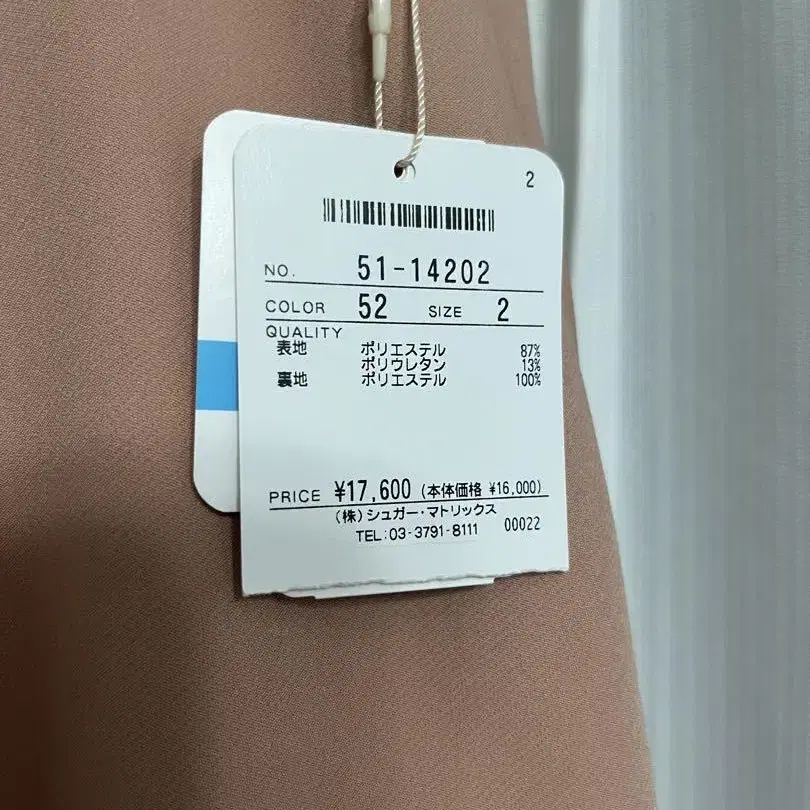 2
NO. 51-14202
COLOR 52 SIZE 2
QUALITY
表地 ポリエステル 87%
ポリウレタン 13%
裏地 ポリエステル 100%
PRICE ¥17,600 (本体価格 ¥16,000)
(株)シュガー・マトリックス
TEL:03-3791-8111 00022